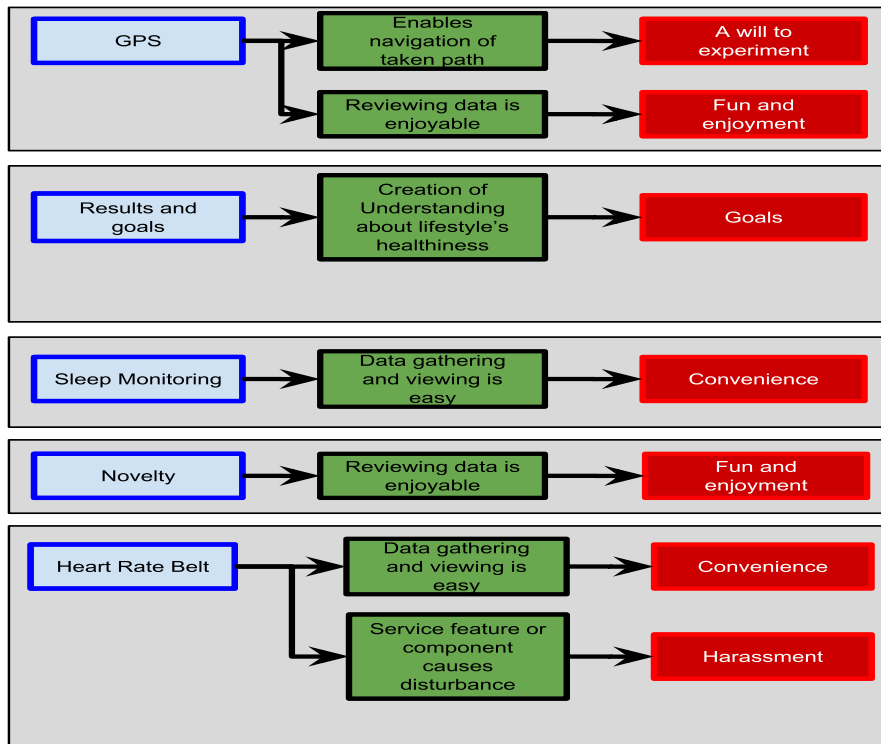 GPS
Enables
navigation of
taken path
A will to
experiment
Reviewing data is
enjoyable
Fun and
enjoyment
Results and
goals
Creation of
Understanding
about lifestyle's
healthiness
Goals
Sleep Monitoring
Data gathering
and viewing is
easy
Convenience
Novelty
Reviewing data is
enjoyable
Fun and
enjoyment
Heart Rate Belt
Data gathering
and viewing is
easy
Convenience
Service feature or
component
causes
disturbance
Harassment